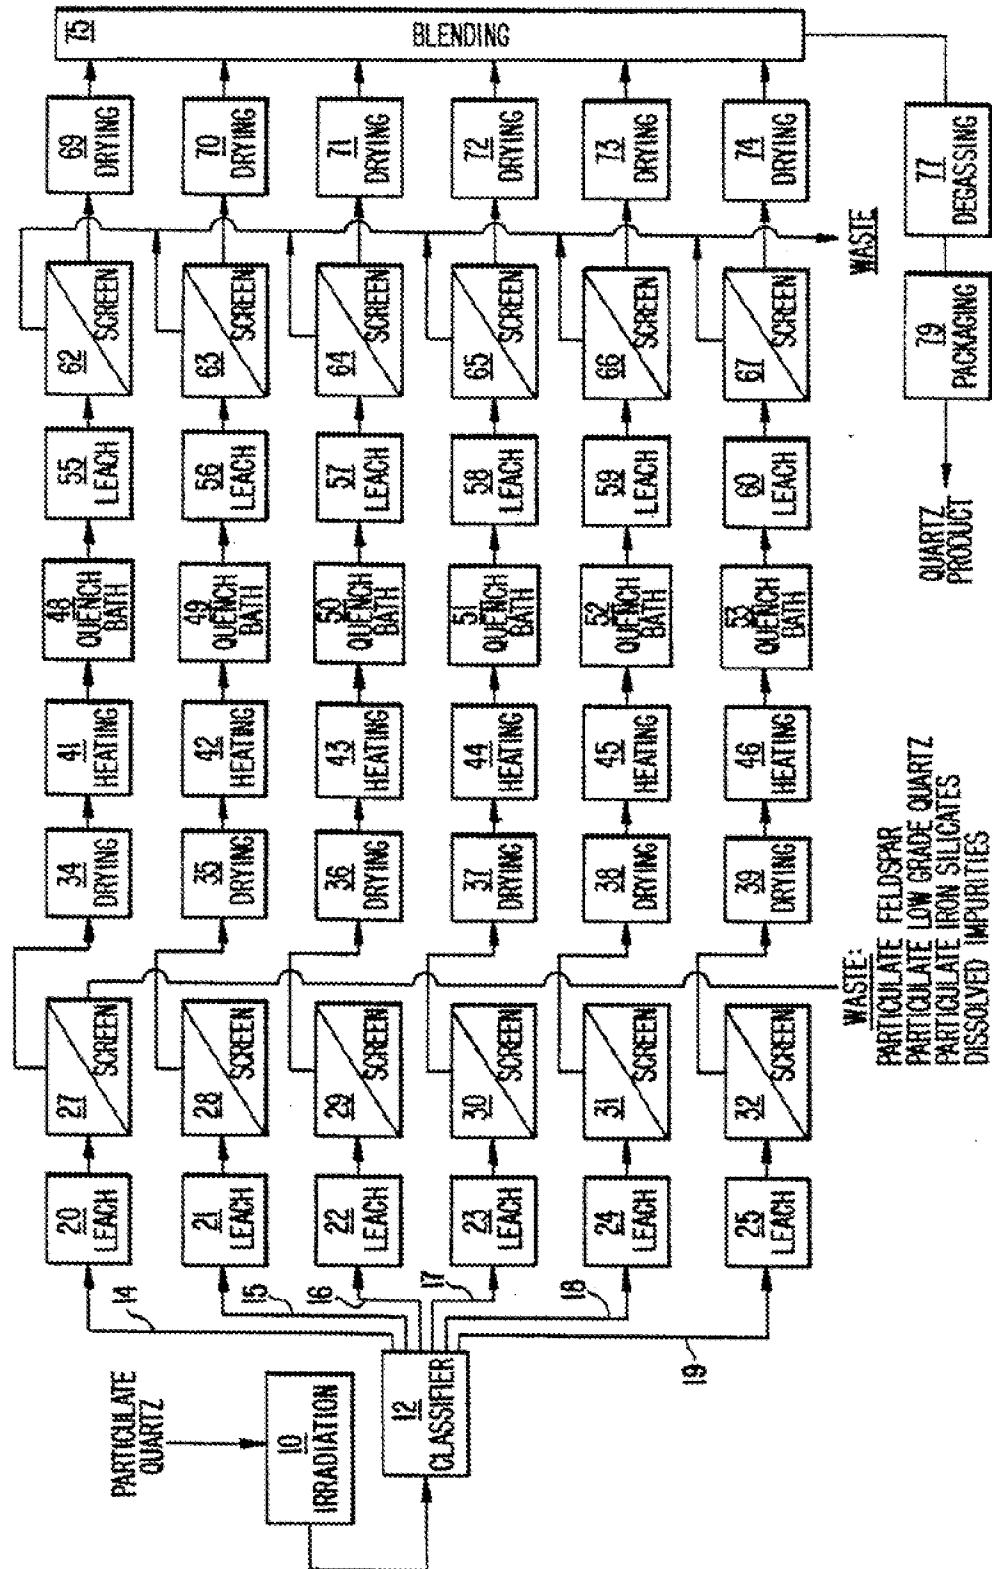 PARTICULATE
QUARTZ
10
IRRADIATION
12
CLASSIFIER
14
15
16
17
18
19
20
LEACH
27
SCREEN
34
DRYING
41
HEATING
48
QUENCH
BATH
55
LEACH
62
SCREEN
69
DRYING
21
LEACH
28
SCREEN
35
DRYING
42
HEATING
49
QUENCH
BATH
56
LEACH
63
SCREEN
70
DRYING
22
LEACH
29
SCREEN
36
DRYING
43
HEATING
50
QUENCH
BATH
57
LEACH
64
SCREEN
71
DRYING
23
LEACH
30
SCREEN
37
DRYING
44
HEATING
51
QUENCH
BATH
58
LEACH
65
SCREEN
72
DRYING
24
LEACH
31
SCREEN
38
DRYING
45
HEATING
52
QUENCH
BATH
59
LEACH
66
SCREEN
73
DRYING
25
LEACH
32
SCREEN
39
DRYING
46
HEATING
53
QUENCH
BATH
60
LEACH
67
SCREEN
74
DRYING
75
BLENDING
WASTE:
PARTICULATE FELDSPAR
PARTICULATE LOW GRADE QUARTZ
PARTICULATE IRON SILICATES
DISSOLVED IMPURITIES
WASTE
77
DEGASSING
79
PACKAGING
QUARTZ
PRODUCT